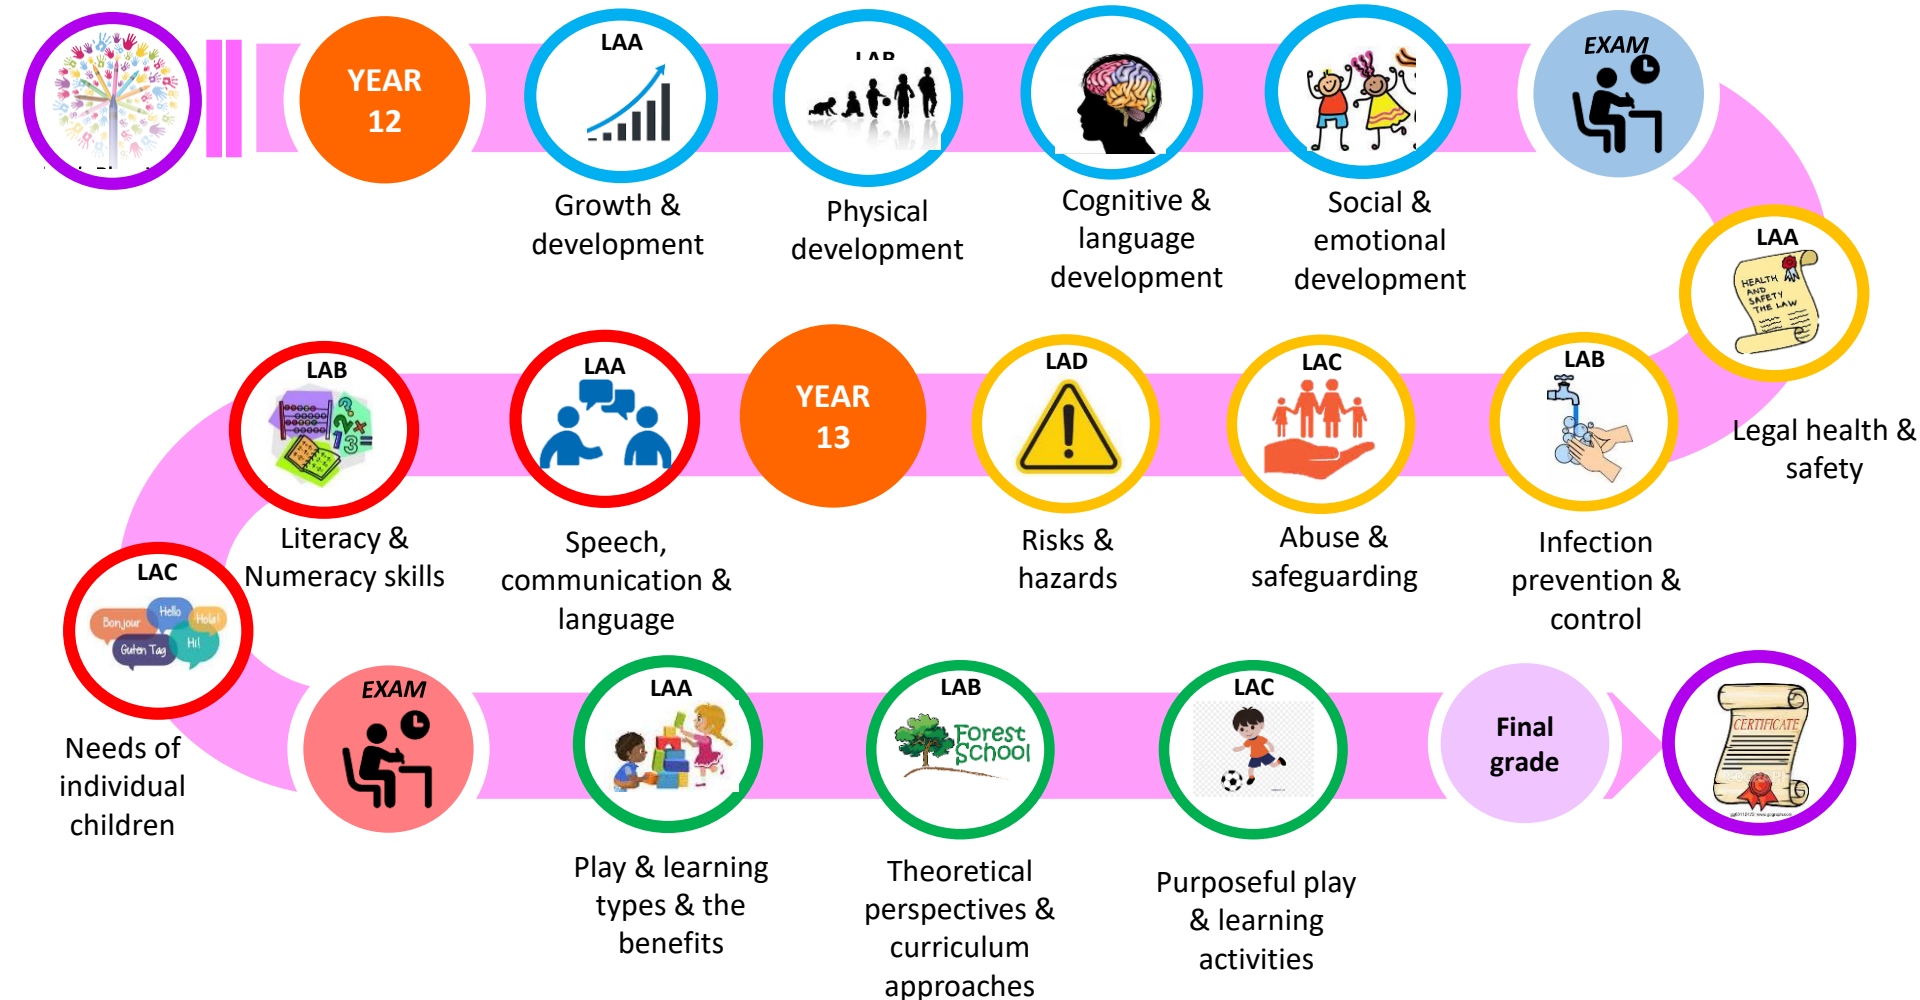 YEAR
12
LAA
Growth &
development
LAB
Physical
development
Cognitive &
language
development
Social &
emotional
development
EXAM
LAA
HEALTH
AND
SAFETY
THE LAW
Legal health &
safety
LAB
Infection
prevention &
control
LAC
Abuse &
safeguarding
LAD
Risks &
hazards
YEAR
13
LAA
Speech,
communication &
language
LAB
Literacy &
Numeracy skills
LAC
Bonjour
Hello
Hola!
Guten Tag
Hi!
Needs of
individual
children
EXAM
LAA
Play & learning
types & the
benefits
LAB
Forest
School
Theoretical
perspectives &
curriculum
approaches
LAC
Purposeful play
& learning
activities
Final
grade
CERTIFICATE